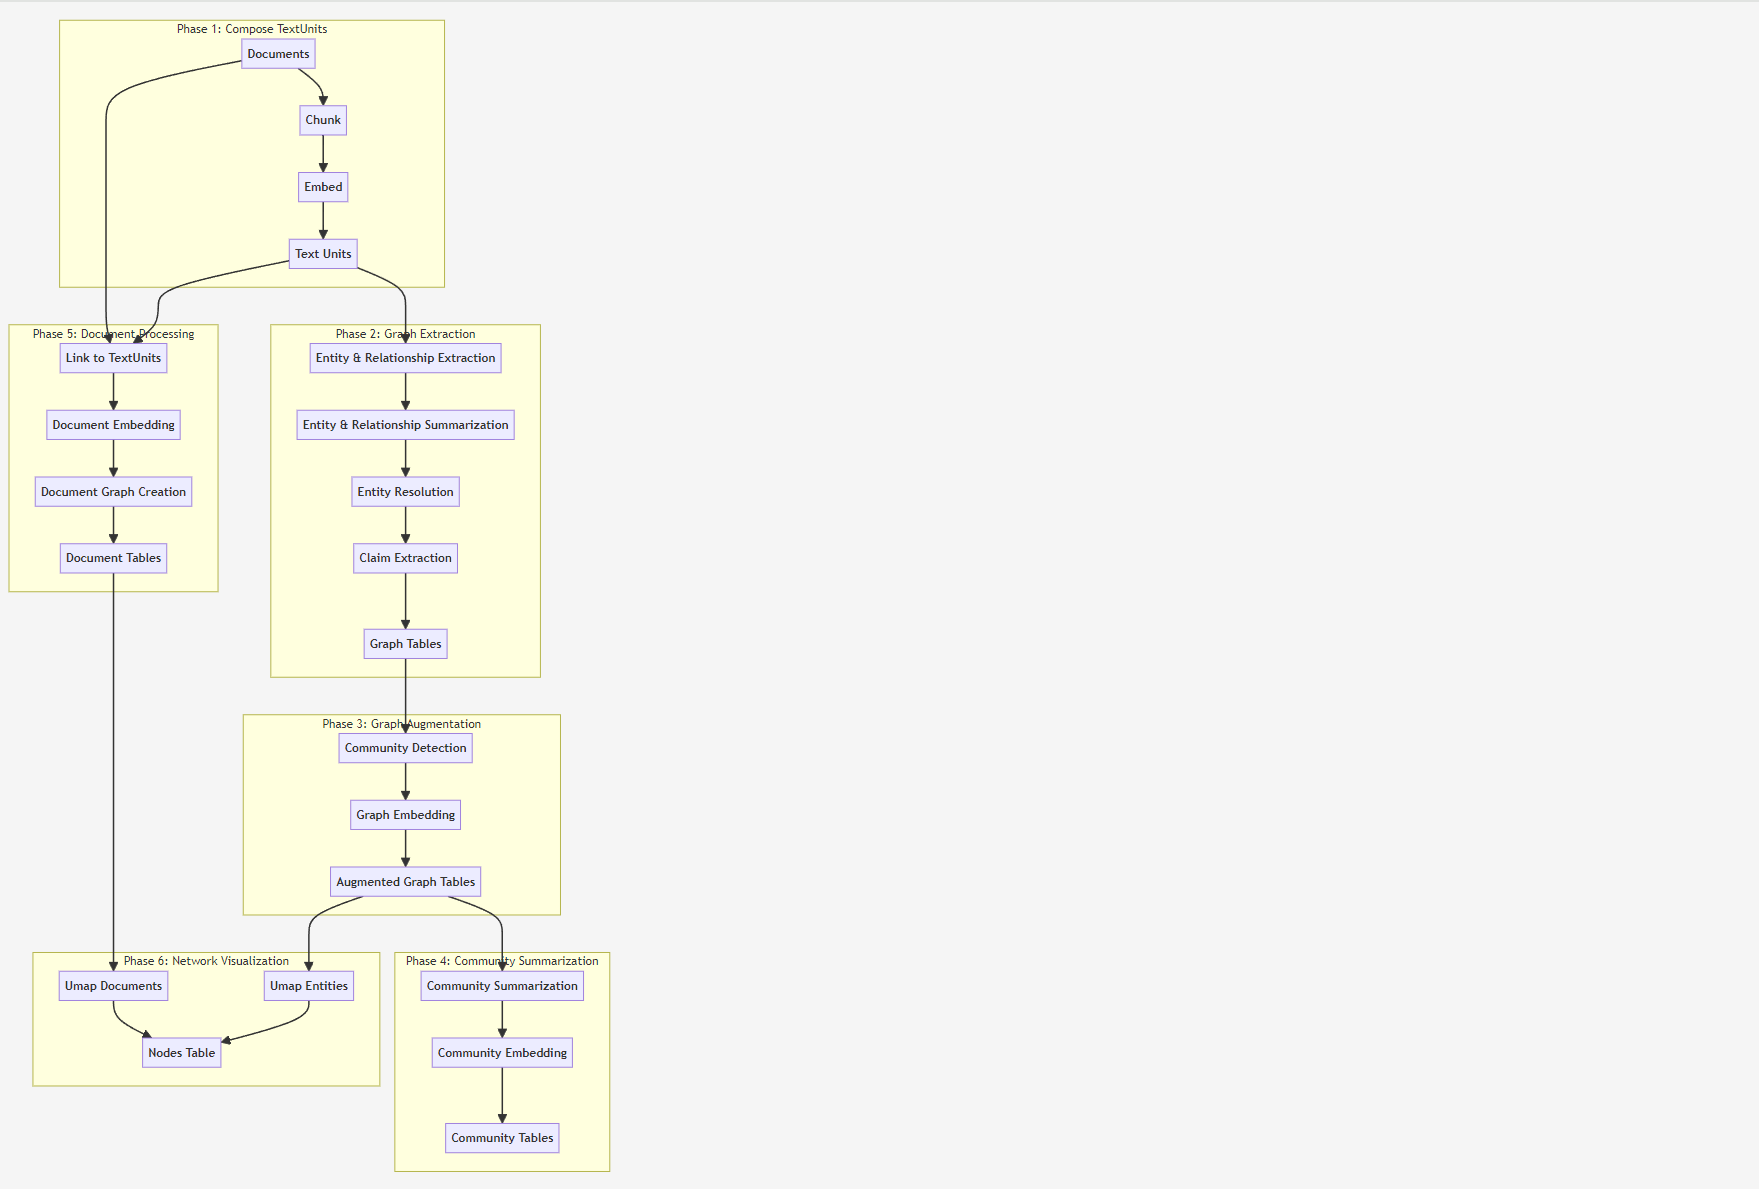 Phase 1: Compose TextUnits
Documents
Chunk
Embed
Text Units
Phase 5: Document Processing
Link to TextUnits
Document Embedding
Document Graph Creation
Document Tables
Phase 2: Graph Extraction
Entity & Relationship Extraction
Entity & Relationship Summarization
Entity Resolution
Claim Extraction
Graph Tables
Phase 3: Graph Augmentation
Community Detection
Graph Embedding
Augmented Graph Tables
Phase 6: Network Visualization
Umap Documents
Umap Entities
Nodes Table
Phase 4: Community Summarization
Community Summarization
Community Embedding
Community Tables